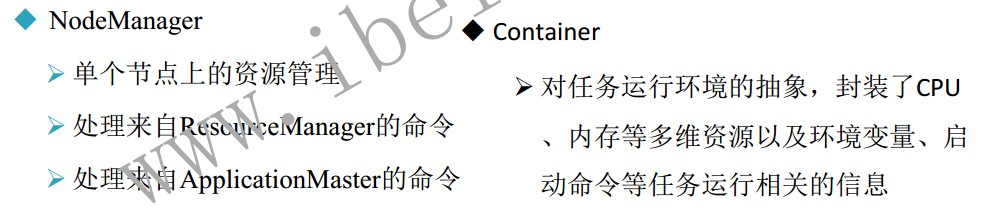 ◆ NodeManager
➢ 单个节点上的资源管理
➢ 处理来自ResourceManager的命令
➢ 处理来自ApplicationMaster的命令
◆ Container
➢ 对任务运行环境的抽象，封装了CPU
、内存等多维资源以及环境变量、启
动命令等任务运行相关的信息
www.ibei